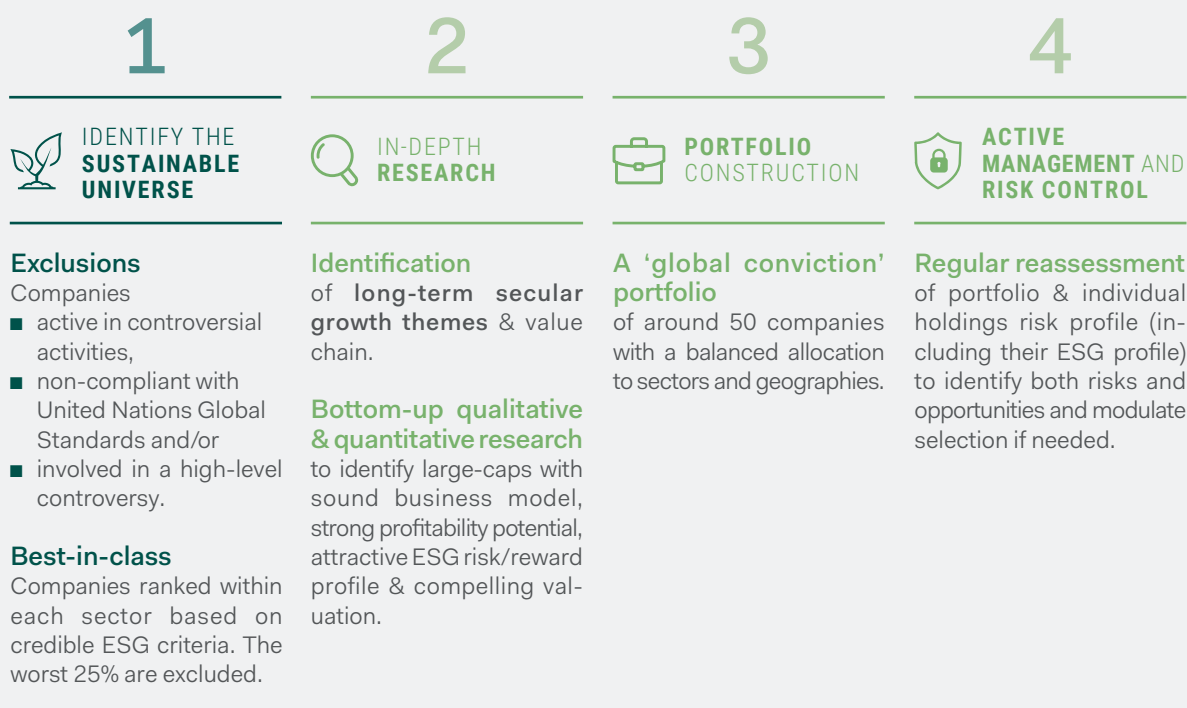 1
IDENTIFY THE
SUSTAINABLE
UNIVERSE
Exclusions
Companies
■ active in controversial
activities,
■ non-compliant with
United Nations Global
Standards and/or
■ involved in a high-level
controversy.
Best-in-class
Companies ranked within
each sector based on
credible ESG criteria. The
worst 25% are excluded.
2
IN-DEPTH
RESEARCH
Identification
of long-term secular
growth themes & value
chain.
Bottom-up qualitative
& quantitative research
to identify large-caps with
sound business model,
strong profitability potential,
attractive ESG risk/reward
profile & compelling val-
uation.
3
PORTFOLIO
CONSTRUCTION
A ‘global conviction’
portfolio
of around 50 companies
with a balanced allocation
to sectors and geographies.
4
ACTIVE
MANAGEMENT AND
RISK CONTROL
Regular reassessment
of portfolio & individual
holdings risk profile (in-
cluding their ESG profile)
to identify both risks and
opportunities and modulate
selection if needed.